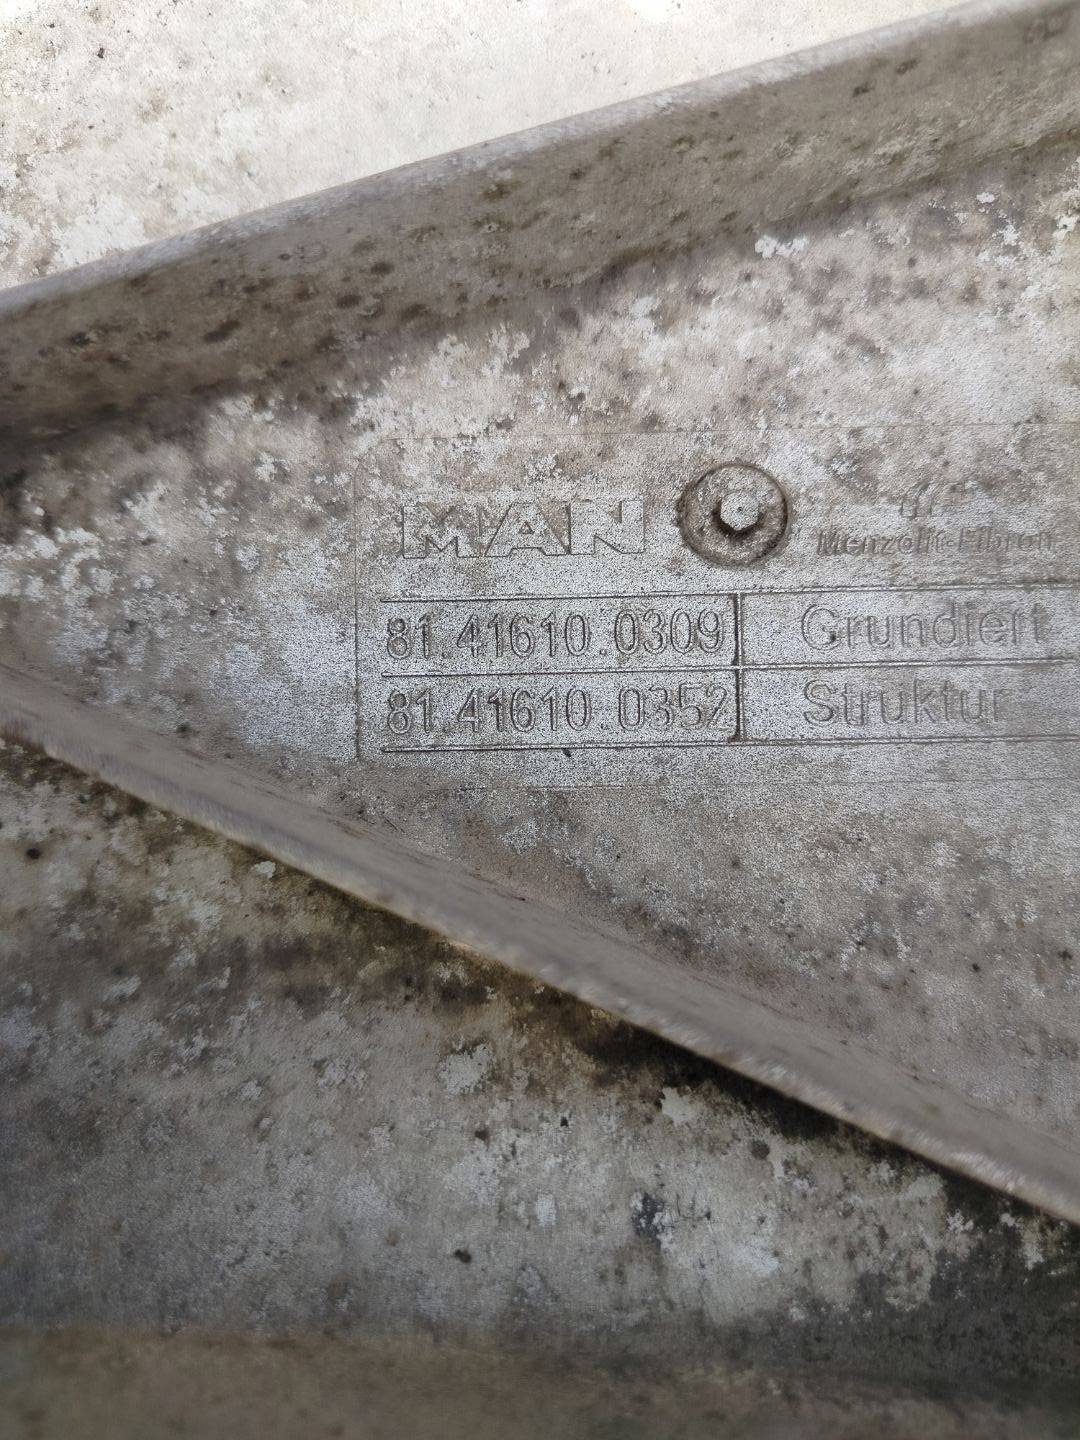 MAN
Menzolit-Fibron
81.41610.0309 Grundiert
81.41610.0352 Struktur